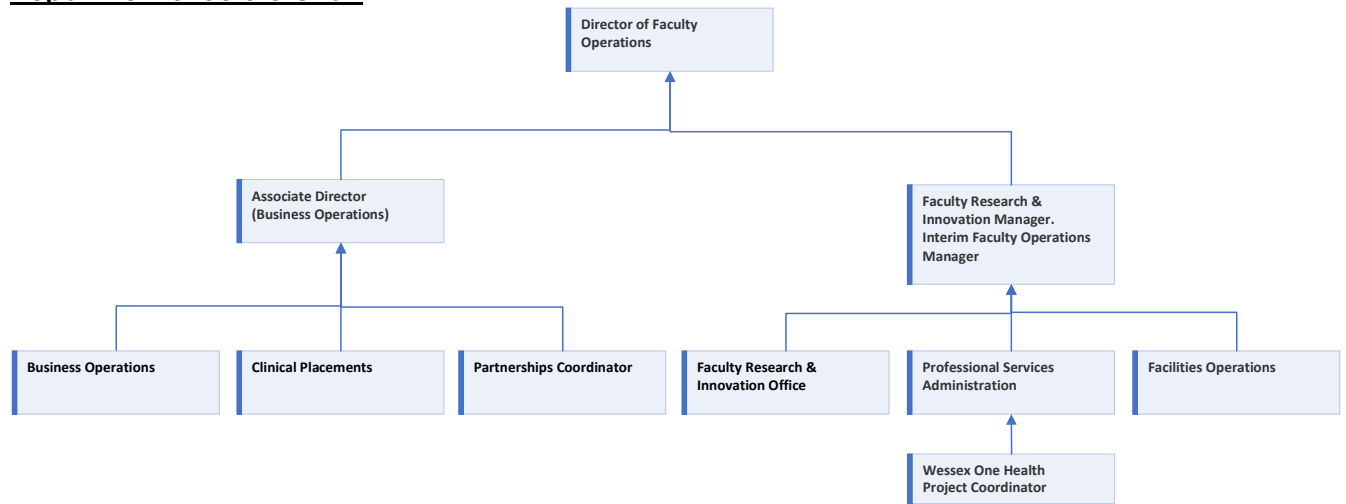 Director of Faculty
Operations
Associate Director
(Business Operations)
Faculty Research &
Innovation Manager.
Interim Faculty Operations
Manager
Business Operations
Clinical Placements
Partnerships Coordinator
Faculty Research &
Innovation Office
Professional Services
Administration
Facilities Operations
Wessex One Health
Project Coordinator